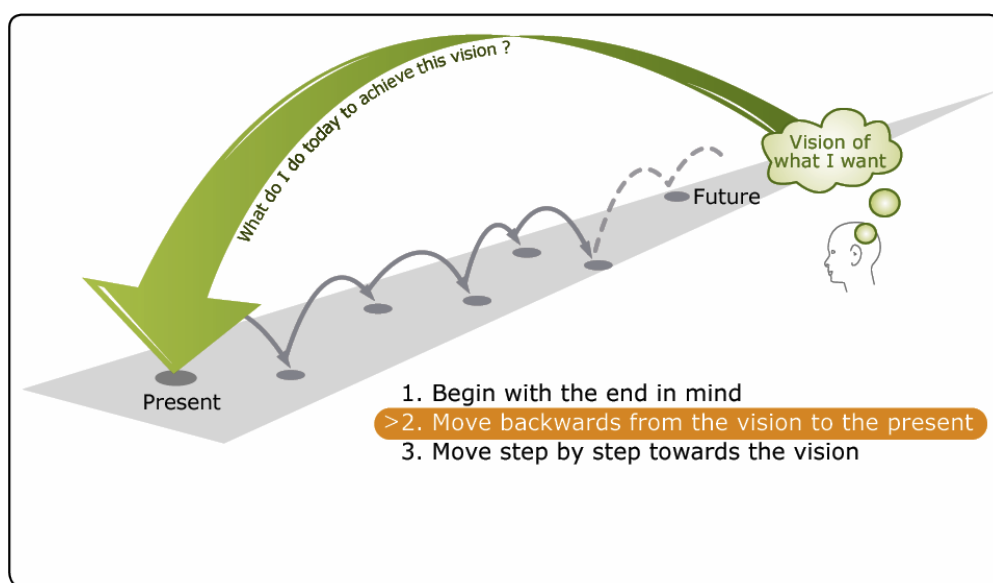 What do I do today to achieve this vision ?
Vision of
what I want
Future
Present
1. Begin with the end in mind
>2. Move backwards from the vision to the present
3. Move step by step towards the vision